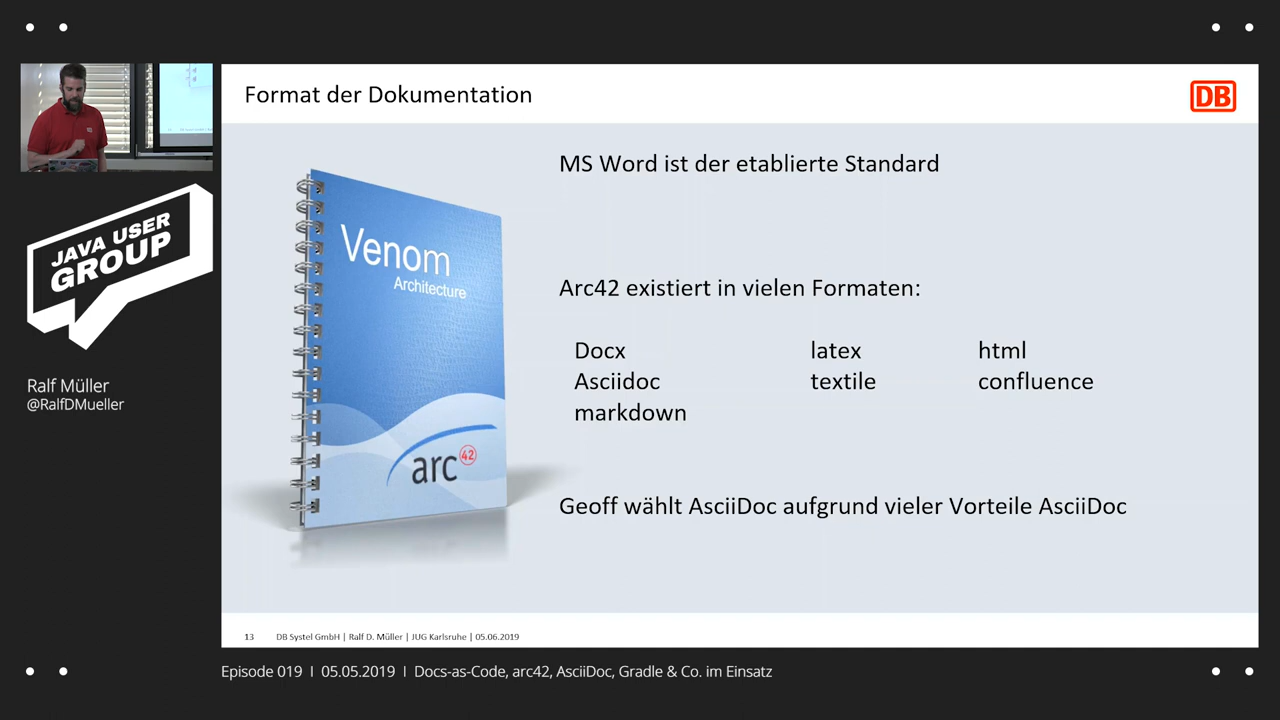 Format der Dokumentation
DB
MS Word ist der etablierte Standard
Venom
Architecture
Arc42 existiert in vielen Formaten:
Docx latex html
Asciidoc textile confluence
markdown
arc 42
Geoff wählt AsciiDoc aufgrund vieler Vorteile AsciiDoc
13 DB Systel GmbH | Ralf D. Müller | JUG Karlsruhe | 05.06.2019
JAVA USER
GROUP
Ralf Müller
@RalfDMueller
Episode 019 I 05.05.2019 I Docs-as-Code, arc42, AsciiDoc, Gradle & Co. im Einsatz